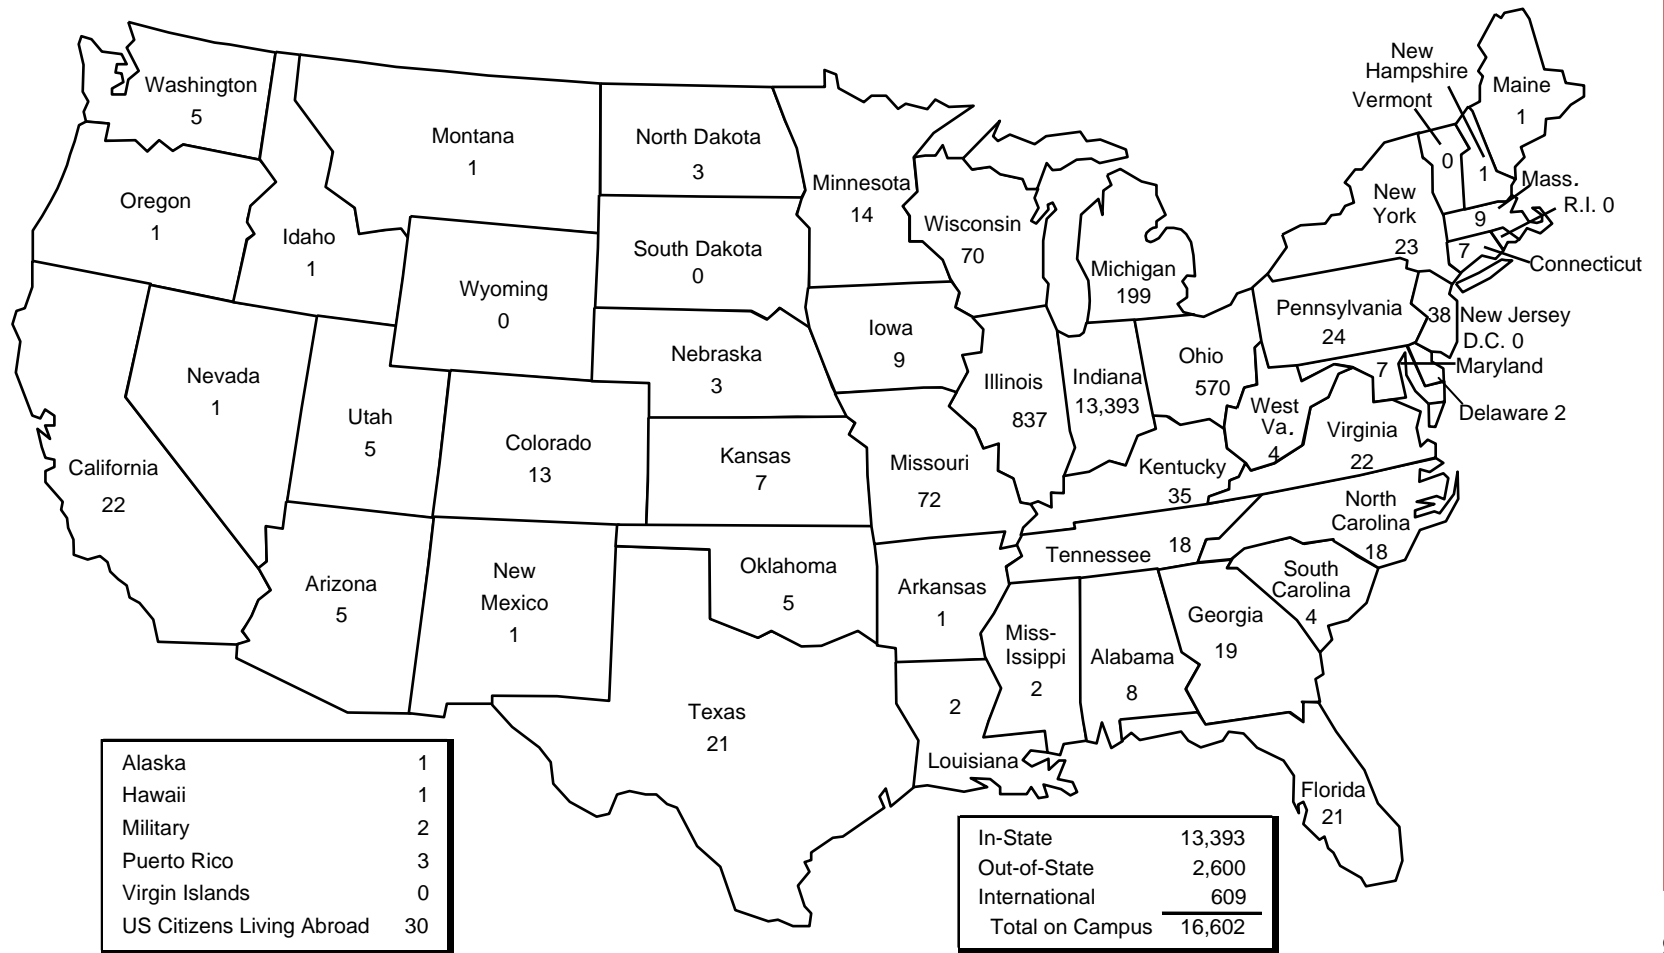 Washington
5
Oregon
1
Idaho
1
Montana
1
North Dakota
3
South Dakota
0
Wyoming
0
Nebraska
3
Nevada
1
Utah
5
Colorado
13
Kansas
7
California
22
Arizona
5
New
Mexico
1
Oklahoma
5
Texas
21
Minnesota
14
Wisconsin
70
Iowa
9
Illinois
837
Missouri
72
Arkansas
1
2
Louisiana
Michigan
199
Indiana
13,393
Ohio
570
Kentucky
35
Tennessee 18
Miss-
Issippi
2
Alabama
8
Georgia
19
Florida
21
South
Carolina
4
North
Carolina
18
Virginia
22
West
Va.
4
Pennsylvania
24
New
York
23
New
Hampshire
1
Vermont
0
Maine
1
Mass.
9
R.I. 0
Connecticut
7
38 New Jersey
D.C. 0
7 Maryland
Delaware 2
Alaska 1
Hawaii 1
Military 2
Puerto Rico 3
Virgin Islands 0
US Citizens Living Abroad 30
In-State 13,393
Out-of-State 2,600
International 609
Total on Campus 16,602